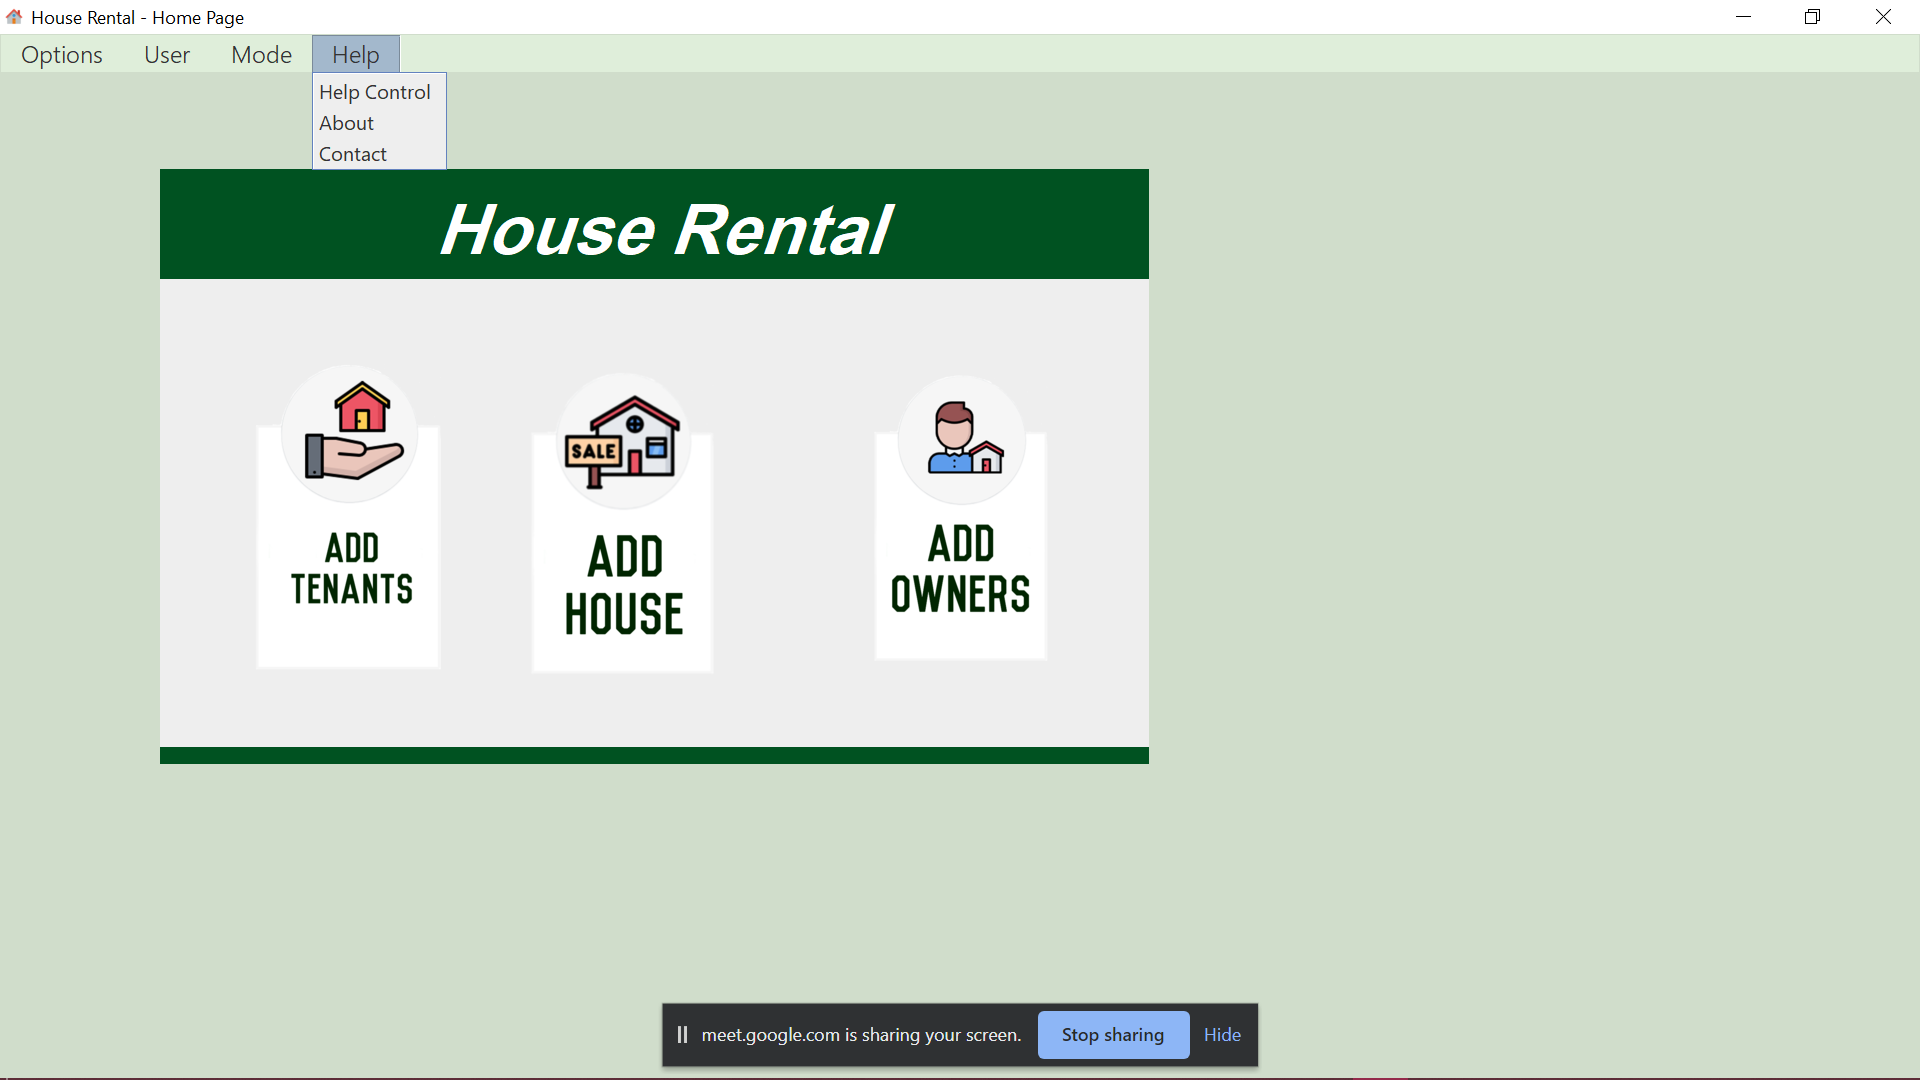 House Rental - Home Page
Options User Mode Help
Help Control
About
Contact
House Rental
SALE
ADD
TENANTS
ADD
HOUSE
ADD
OWNERS
meet.google.com is sharing your screen. Stop sharing Hide